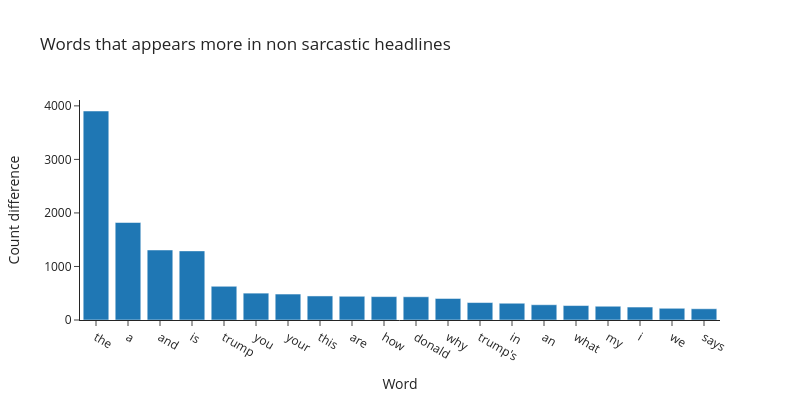 Words that appears more in non sarcastic headlines
Count difference
4000
3000
2000
1000
0
the a and is trump you your this are how donald why trump's in an what my i we says
Word